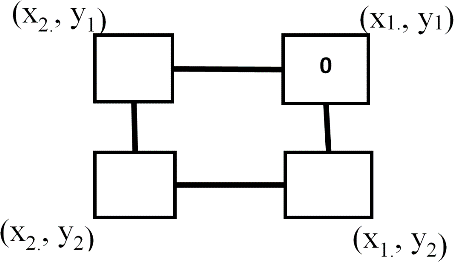 (x₂., y₁) (x₁., y₁)
0
(x₂., y₂) (x₁., y₂)